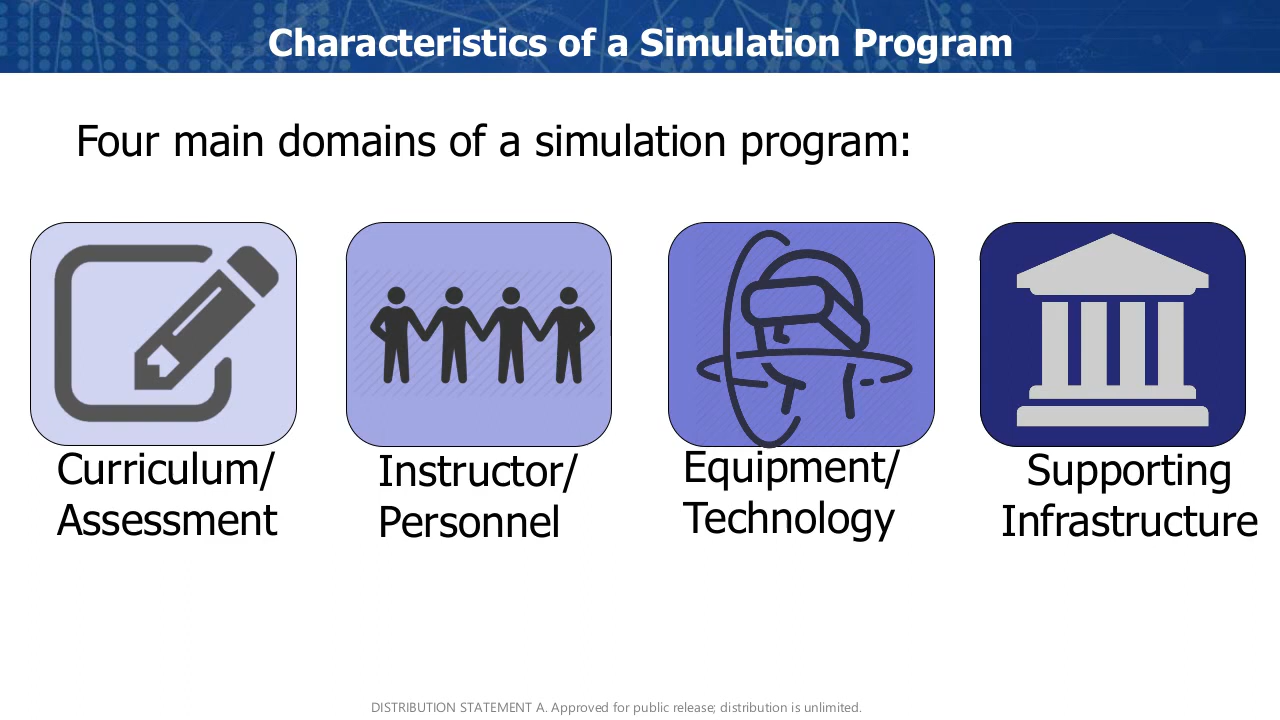 Characteristics of a Simulation Program
Four main domains of a simulation program:
Curriculum/
Assessment
Instructor/
Personnel
Equipment/
Technology
Supporting
Infrastructure
DISTRIBUTION STATEMENT A. Approved for public release; distribution is unlimited.